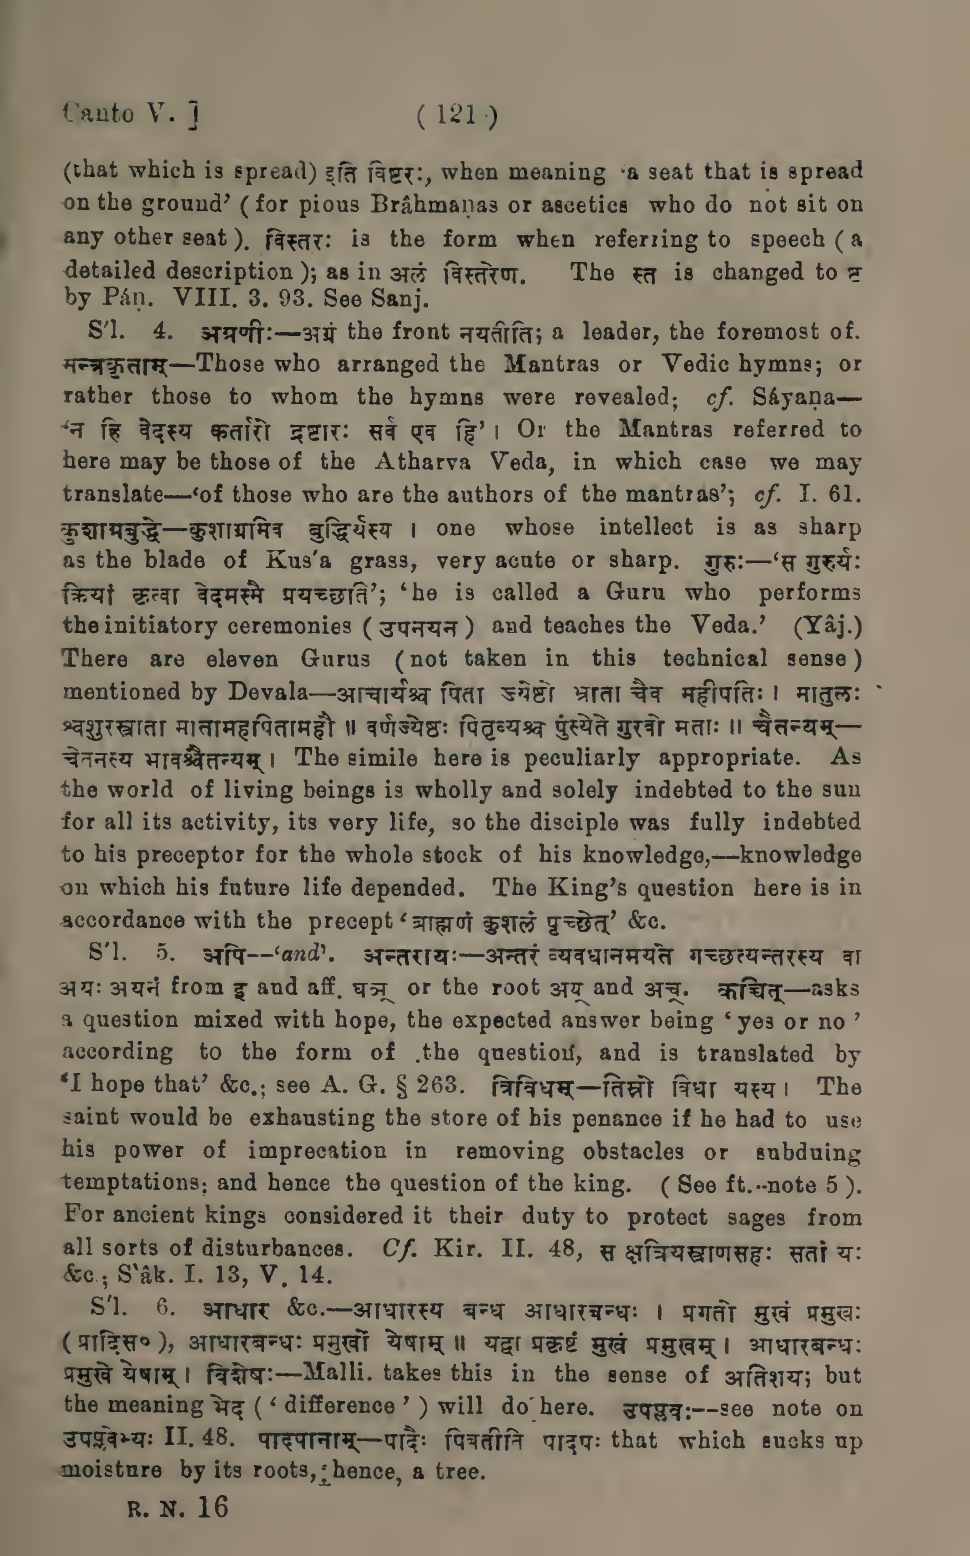 Canto V. ] ( 121 )
(that which is spread) इति विष्टरः, when meaning 'a seat that is spread
on the ground' ( for pious Brâhmaṇas or ascetics who do not sit on
any other seat ). विस्तरः is the form when referring to speech ( a
detailed description ); as in अलं विस्तरेण. The स्त is changed to ष्ट
by Páṇ. VIII. 3. 93. See Sanj.
S'l. 4. अग्रणीः—अग्रं the front नयतीति; a leader, the foremost of.
मन्त्रकृताम्—Those who arranged the Mantras or Vedic hymns; or
rather those to whom the hymns were revealed; cf. Sáyaṇa—
'न हि वेदस्य कर्तारो द्रष्टारः सर्व एव हि' । Or the Mantras referred to
here may be those of the Atharva Veda, in which case we may
translate—'of those who are the authors of the mantras'; cf. I. 61.
कुशाग्रबुद्धे—कुशाग्रमिव बुद्धिर्यस्य । one whose intellect is as sharp
as the blade of Kus'a grass, very acute or sharp. गुरुः—'स गुरुर्यः
क्रियां कृत्वा वेदमस्मै प्रयच्छति'; 'he is called a Guru who performs
the initiatory ceremonies ( उपनयन ) and teaches the Veda.' (Yâj.)
There are eleven Gurus ( not taken in this technical sense )
mentioned by Devala—आचार्यश्च पिता ज्येष्ठो भ्राता चैव महीपतिः । मातुलः
श्वशुरस्त्राता मातामहपितामहौ ॥ वर्णज्येष्ठः पितृव्यश्च पुंस्येते गुरवो मताः ॥ चैतन्यम्—
चेतनस्य भावश्चैतन्यम् । The simile here is peculiarly appropriate. As
the world of living beings is wholly and solely indebted to the sun
for all its activity, its very life, so the disciple was fully indebted
to his preceptor for the whole stock of his knowledge,—knowledge
on which his future life depended. The King's question here is in
accordance with the precept 'ब्राह्मणं कुशलं पृच्छेत्' &c.
S'l. 5. अपि--'and'. अन्तरायः—अन्तरं व्यवधानमयते गच्छत्यन्तरस्य वा
अयः अयनं from इ and aff. घञ् or the root अय् and अच्. कच्चित्—asks
a question mixed with hope, the expected answer being 'yes or no'
according to the form of the question, and is translated by
'I hope that' &c.; see A. G. § 263. त्रिविधम्—तिस्रो विधा यस्य । The
saint would be exhausting the store of his penance if he had to use
his power of imprecation in removing obstacles or subduing
temptations; and hence the question of the king. ( See ft.--note 5 ).
For ancient kings considered it their duty to protect sages from
all sorts of disturbances. Cf. Kir. II. 48, स क्षत्रियस्त्राणसहः सतां यः
&c.; S'âk. I. 13, V. 14.
S'l. 6. आधार &c.—आधारस्य बन्ध आधारबन्धः । प्रगतो मुखं प्रमुखः
( प्रादिस॰ ), आधारबन्धः प्रमुखो येषाम् ॥ यद्वा प्रकृष्टं मुखं प्रमुखम् । आधारबन्धः
प्रमुखे येषाम् । विशेषः—Malli. takes this in the sense of अतिशय; but
the meaning भेद ( 'difference' ) will do here. उपप्लवः--see note on
उपप्लवेभ्यः II. 48. पादपानाम्—पादैः पिबतीति पादपः that which sucks up
moisture by its roots, hence, a tree.
R. N. 16